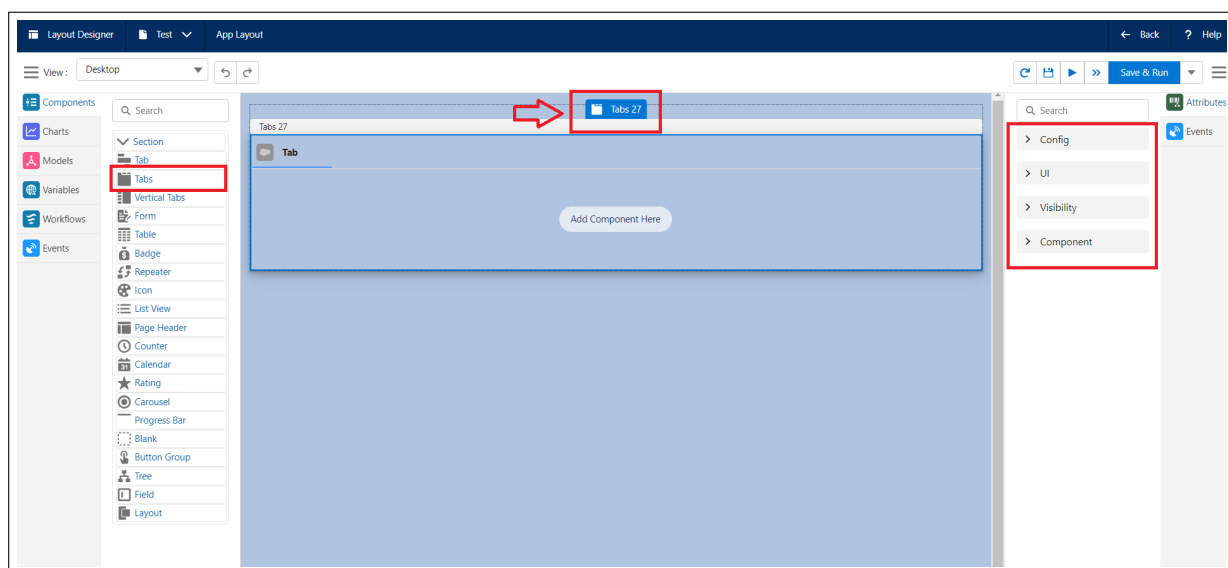 Layout Designer Test App Layout Back ? Help
View : Desktop Save & Run
Components
Charts
Models
Variables
Workflows
Events
Search
Section
Tab
Tabs
Vertical Tabs
Form
Table
Badge
Repeater
Icon
List View
Page Header
Counter
Calendar
Rating
Carousel
Progress Bar
Blank
Button Group
Tree
Field
Layout
Tabs 27
Tabs 27
Tab
Add Component Here
Search
Config
UI
Visibility
Component
Attributes
Events